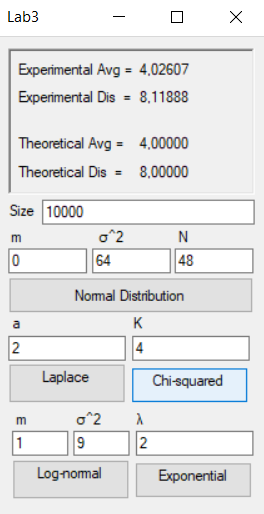 Lab3
Experimental Avg = 4,02607
Experimental Dis = 8,11888
Theoretical Avg = 4,00000
Theoretical Dis = 8,00000
Size 10000
m σ^2 N
0 64 48
Normal Distribution
a K
2 4
Laplace Chi-squared
m σ^2 λ
1 9 2
Log-normal Exponential